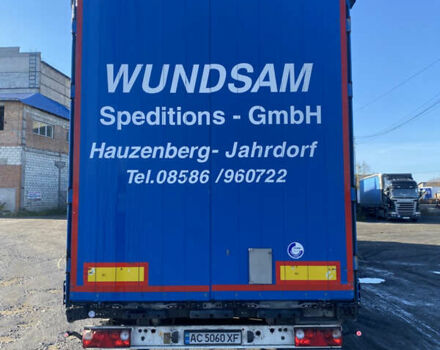 WUNDSAM
Speditions - GmbH
Hauzenberg- Jahrdorf
Tel.08586 /960722
AC 5060 XF